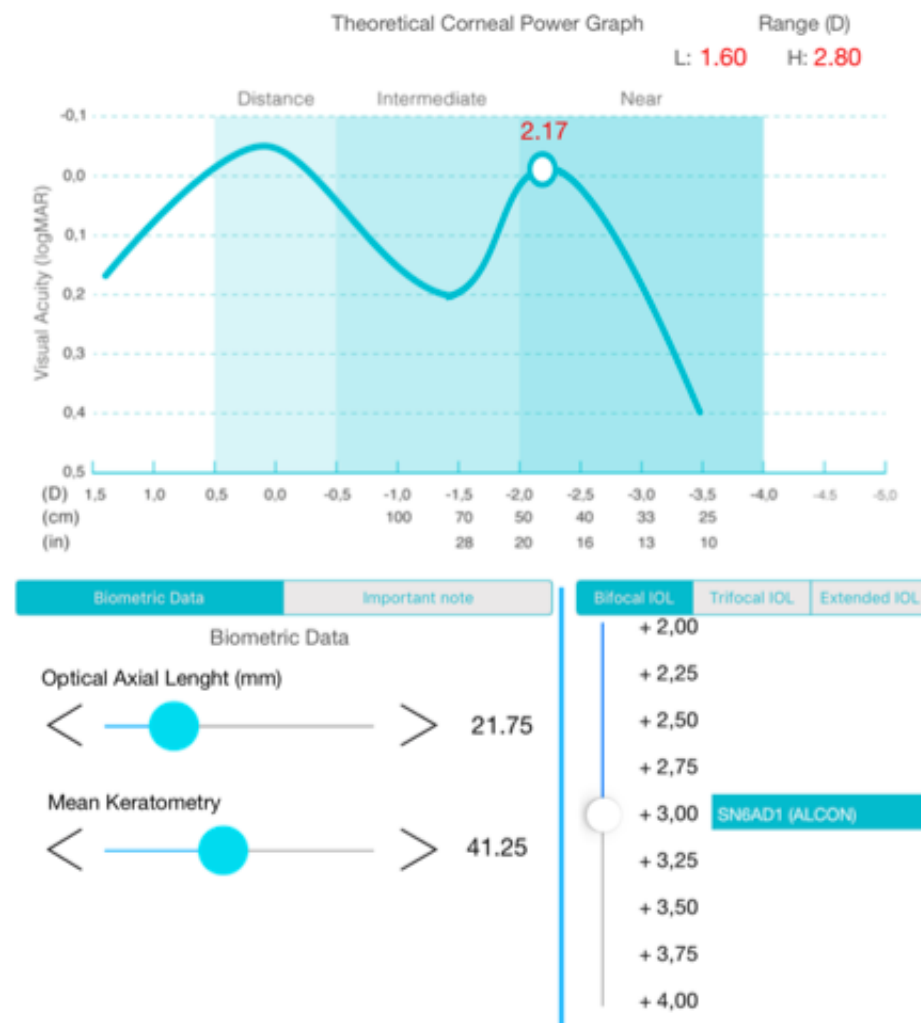 Theoretical Corneal Power Graph Range (D)
L: 1.60 H: 2.80
Distance Intermediate Near
2.17
-0,1
0,0
0,1
0,2
0,3
0,4
0,5
Visual Acuity (logMAR)
(D) 1,5 1,0 0,5 0,0 -0,5 -1,0 -1,5 -2,0 -2,5 -3,0 -3,5 -4,0 -4.5 -5,0
(cm) 100 70 50 40 33 25
(in) 28 20 16 13 10
Biometric Data Important note
Biometric Data
Optical Axial Lenght (mm)
21.75
Mean Keratometry
41.25
Bifocal IOL Trifocal IOL Extended IOL
+ 2,00
+ 2,25
+ 2,50
+ 2,75
+ 3,00 SN6AD1 (ALCON)
+ 3,25
+ 3,50
+ 3,75
+ 4,00